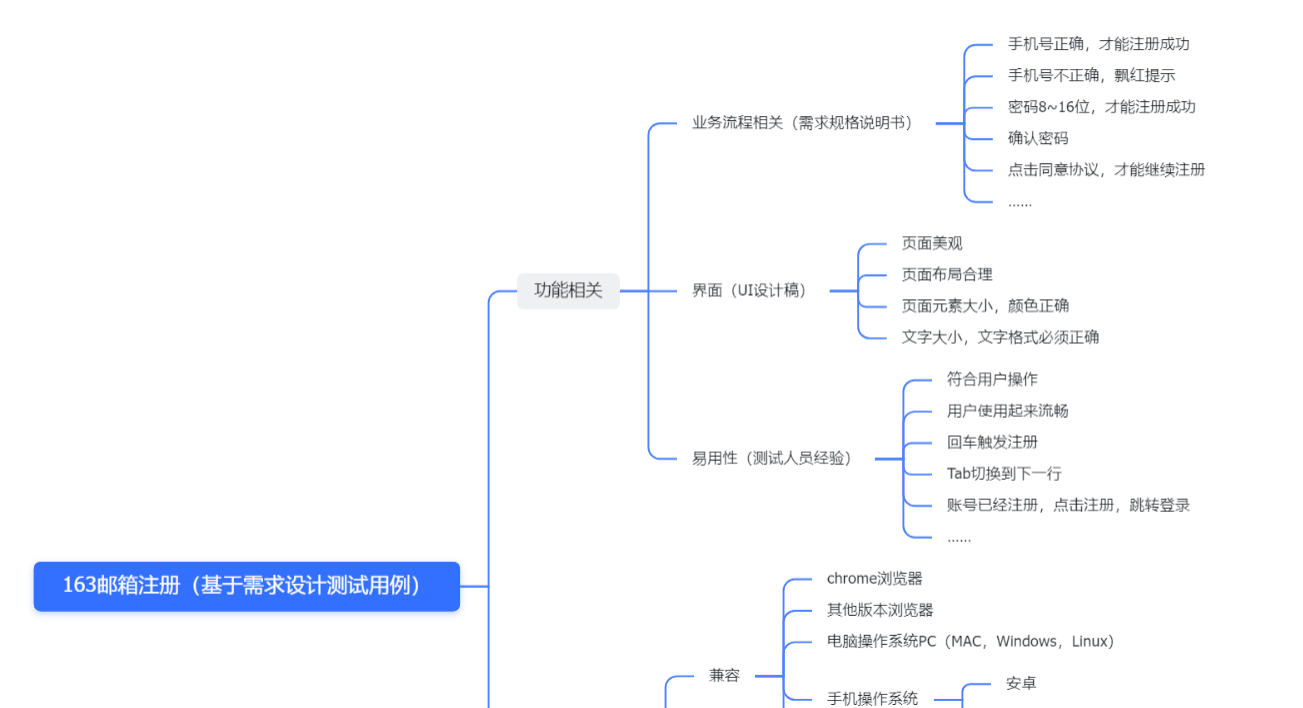 手机号正确，才能注册成功
手机号不正确，飘红提示
密码8~16位，才能注册成功
业务流程相关（需求规格说明书）
确认密码
点击同意协议，才能继续注册
……
页面美观
页面布局合理
功能相关
界面（UI设计稿）
页面元素大小，颜色正确
文字大小，文字格式必须正确
符合用户操作
用户使用起来流畅
回车触发注册
易用性（测试人员经验）
Tab切换到下一行
账号已经注册，点击注册，跳转登录
……
163邮箱注册（基于需求设计测试用例）
chrome浏览器
其他版本浏览器
电脑操作系统PC（MAC，Windows，Linux）
兼容
安卓
手机操作系统